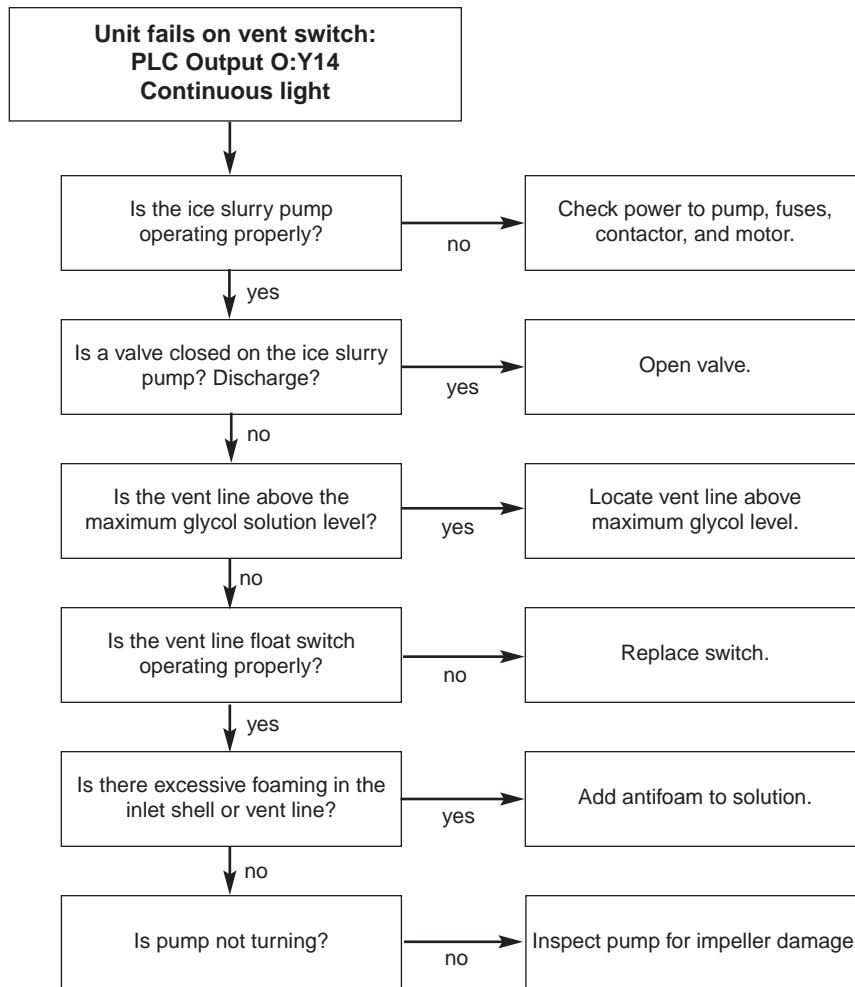 Unit fails on vent switch:
PLC Output O:Y14
Continuous light
Is the ice slurry pump
operating properly?
no
Check power to pump, fuses,
contactor, and motor.
yes
Is a valve closed on the ice slurry
pump? Discharge?
yes
Open valve.
no
Is the vent line above the
maximum glycol solution level?
yes
Locate vent line above
maximum glycol level.
no
Is the vent line float switch
operating properly?
no
Replace switch.
yes
Is there excessive foaming in the
inlet shell or vent line?
yes
Add antifoam to solution.
no
Is pump not turning?
no
Inspect pump for impeller damage